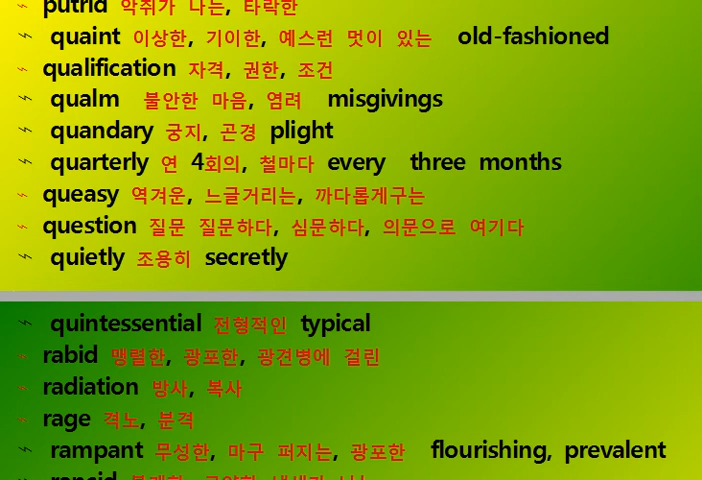 putrid 악취가 나는, 타락한
quaint 이상한, 기이한, 예스런 멋이 있는 old-fashioned
qualification 자격, 권한, 조건
qualm 불안한 마음, 염려 misgivings
quandary 궁지, 곤경 plight
quarterly 연 4회의, 철마다 every three months
queasy 역겨운, 느글거리는, 까다롭게구는
question 질문 질문하다, 심문하다, 의문으로 여기다
quietly 조용히 secretly
quintessential 전형적인 typical
rabid 맹렬한, 광포한, 광견병에 걸린
radiation 방사, 복사
rage 격노, 분격
rampant 무성한, 마구 퍼지는, 광포한 flourishing, prevalent
rancid